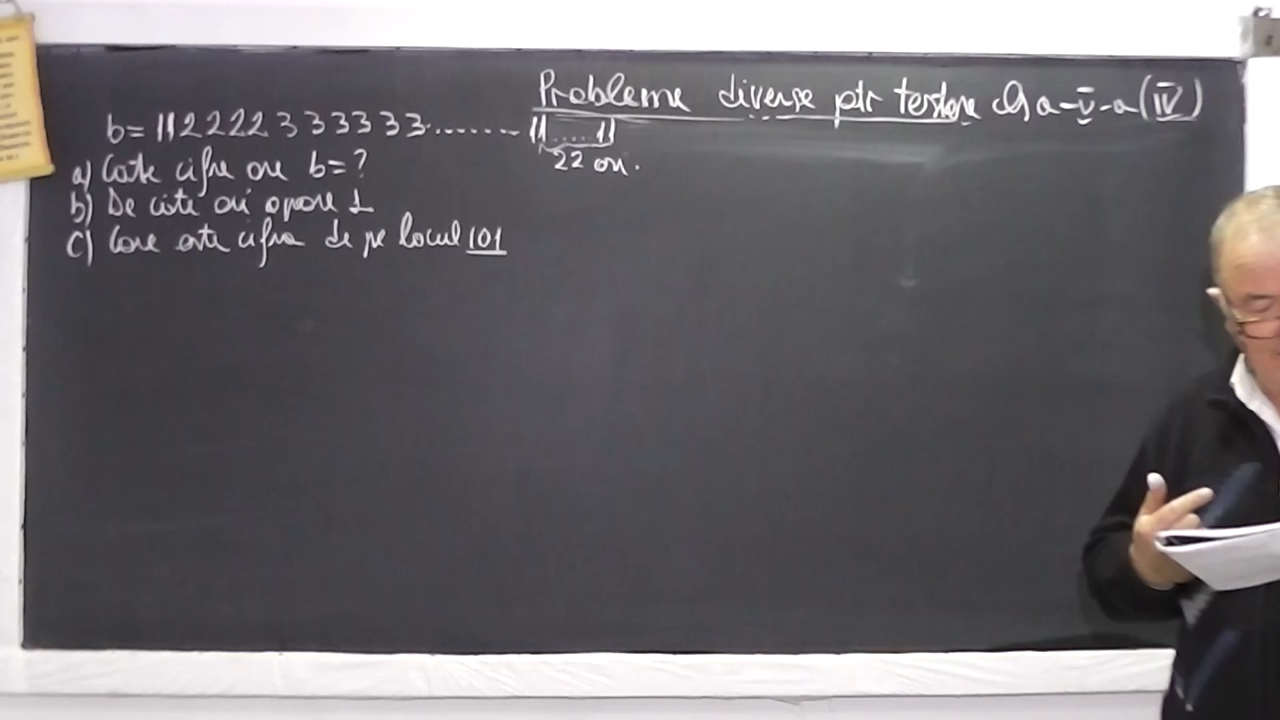 Probleme diverse ptr testare cls a-V-a (IV)
b= 112222333333........11....11
22 ori.
a) Câte cifre are b=?
b) De câte ori apare 1
c) Care este cifra de pe locul 101